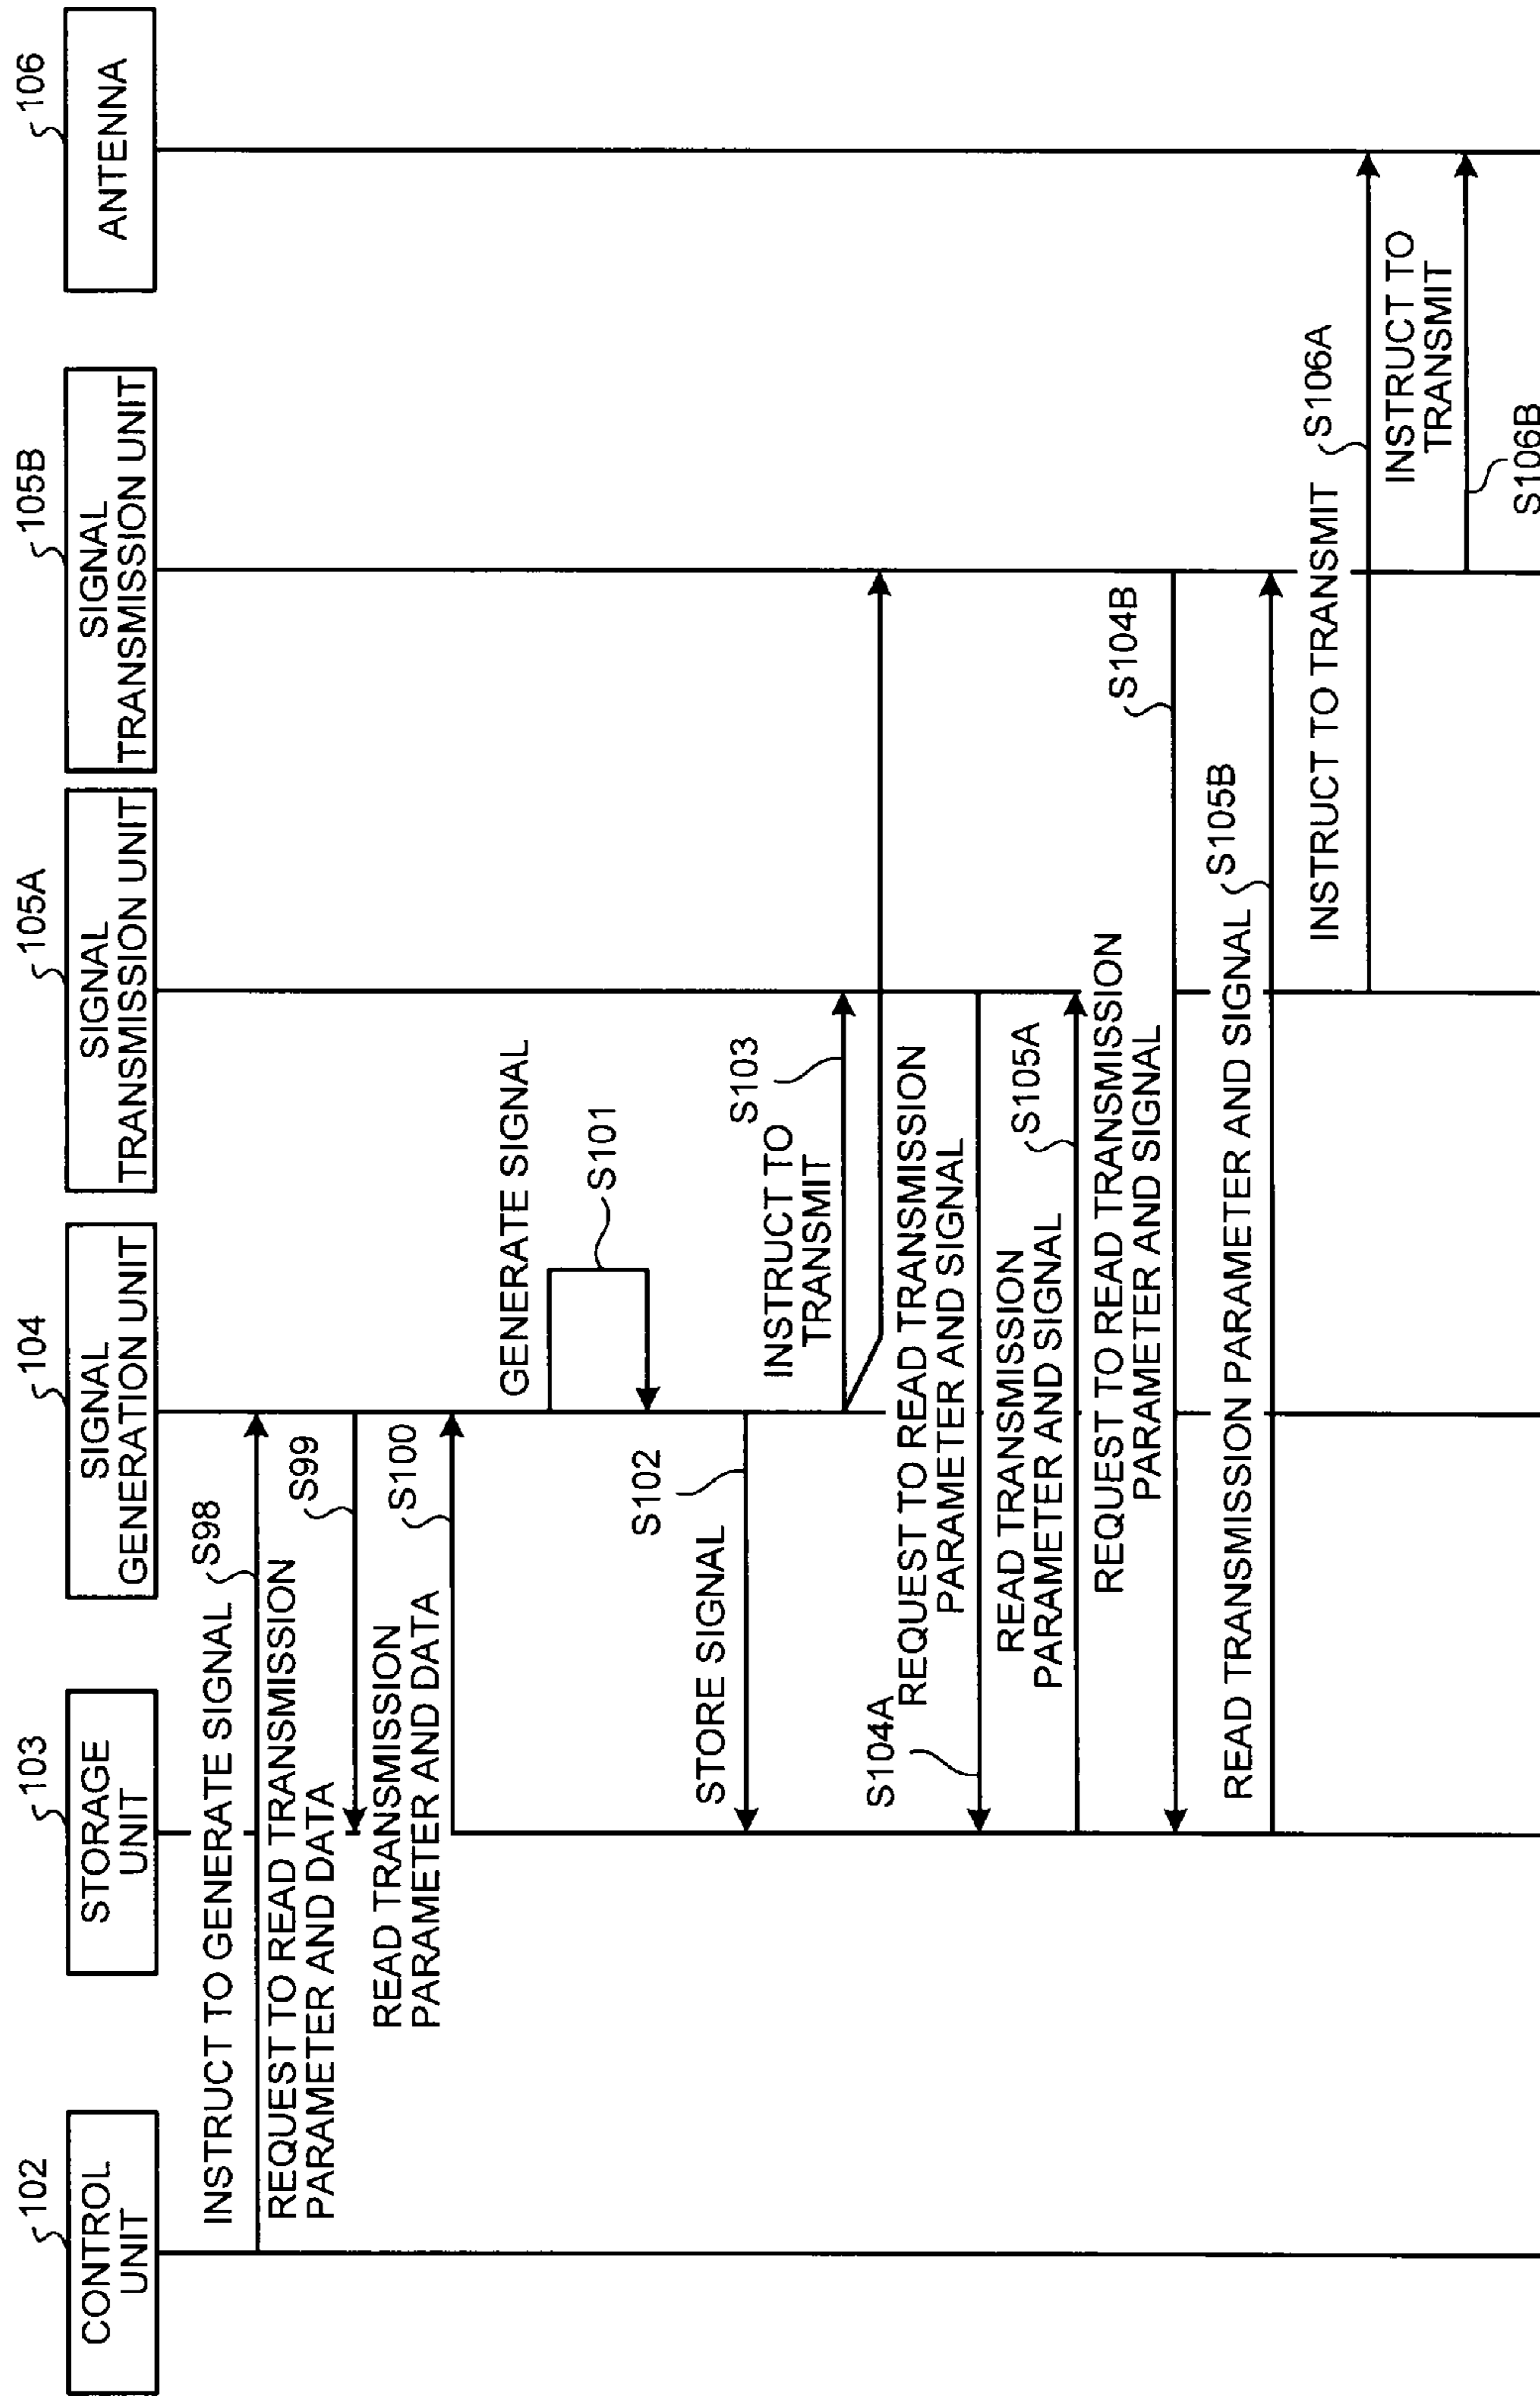 102
CONTROL
UNIT
103
STORAGE
UNIT
104
SIGNAL
GENERATION UNIT
105A
SIGNAL
TRANSMISSION UNIT
105B
SIGNAL
TRANSMISSION UNIT
106
ANTENNA
INSTRUCT TO GENERATE SIGNAL
S98
REQUEST TO READ TRANSMISSION
PARAMETER AND DATA
S99
READ TRANSMISSION
PARAMETER AND DATA
S100
GENERATE SIGNAL
S101
STORE SIGNAL
S102
INSTRUCT TO
TRANSMIT
S103
S104A
REQUEST TO READ TRANSMISSION
PARAMETER AND SIGNAL
READ TRANSMISSION
PARAMETER AND SIGNAL
S105A
REQUEST TO READ TRANSMISSION
PARAMETER AND SIGNAL
S104B
READ TRANSMISSION PARAMETER AND SIGNAL
S105B
INSTRUCT TO TRANSMIT
S106A
INSTRUCT TO
TRANSMIT
S106B